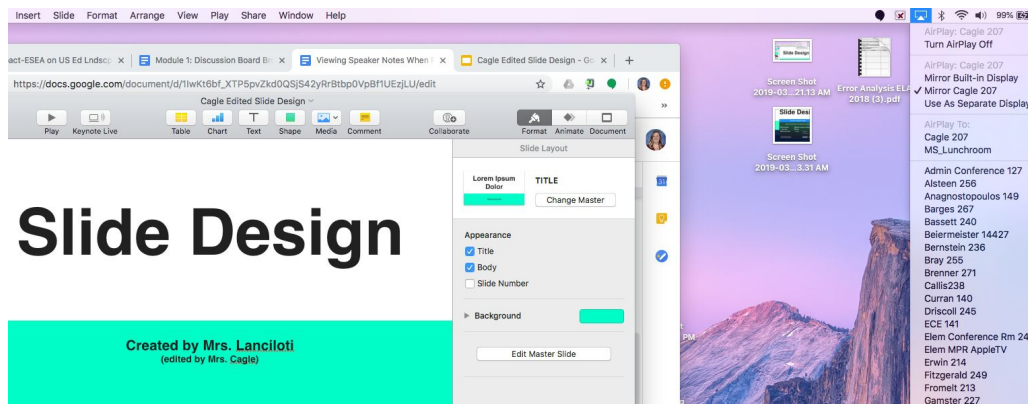 Insert Slide Format Arrange View Play Share Window Help
99%
act-ESEA on US Ed Lndscp
Module 1: Discussion Board Br
Viewing Speaker Notes When
Cagle Edited Slide Design - Go
https://docs.google.com/document/d/1lwKt6bf_XTP5pvZkd0QSjS42yRrBtbp0VpBf1UEzjLU/edit
Cagle Edited Slide Design
Play Keynote Live Table Chart Text Shape Media Comment Collaborate Format Animate Document
Slide Layout
Lorem Ipsum
Dolor
TITLE
Change Master
Appearance
Title
Body
Slide Number
Background
Edit Master Slide
Slide Design
Created by Mrs. Lanciloti
(edited by Mrs. Cagle)
31
PM
Slide Design
Screen Shot
2019-03...21.13 AM
Error Analysis ELA
2018 (3).pdf
Slide Desi
Screen Shot
2019-03...3.31 AM
AirPlay: Cagle 207
Turn AirPlay Off
AirPlay: Cagle 207
Mirror Built-in Display
✓ Mirror Cagle 207
Use As Separate Display
AirPlay To:
Cagle 207
MS_Lunchroom
Admin Conference 127
Alsteen 256
Anagnostopoulos 149
Barges 267
Bassett 240
Beiermeister 14427
Bernstein 236
Bray 255
Brenner 271
Callis238
Curran 140
Driscoll 245
ECE 141
Elem Conference Rm 24
Elem MPR AppleTV
Erwin 214
Fitzgerald 249
Fromelt 213
Gamster 227